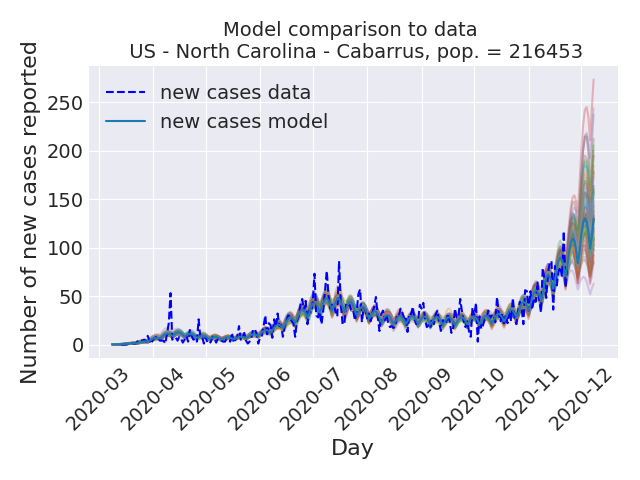 Model comparison to data
US - North Carolina - Cabarrus, pop. = 216453
Number of new cases reported
new cases data
new cases model
250
200
150
100
50
0
2020-03
2020-04
2020-05
2020-06
2020-07
2020-08
2020-09
2020-10
2020-11
2020-12
Day